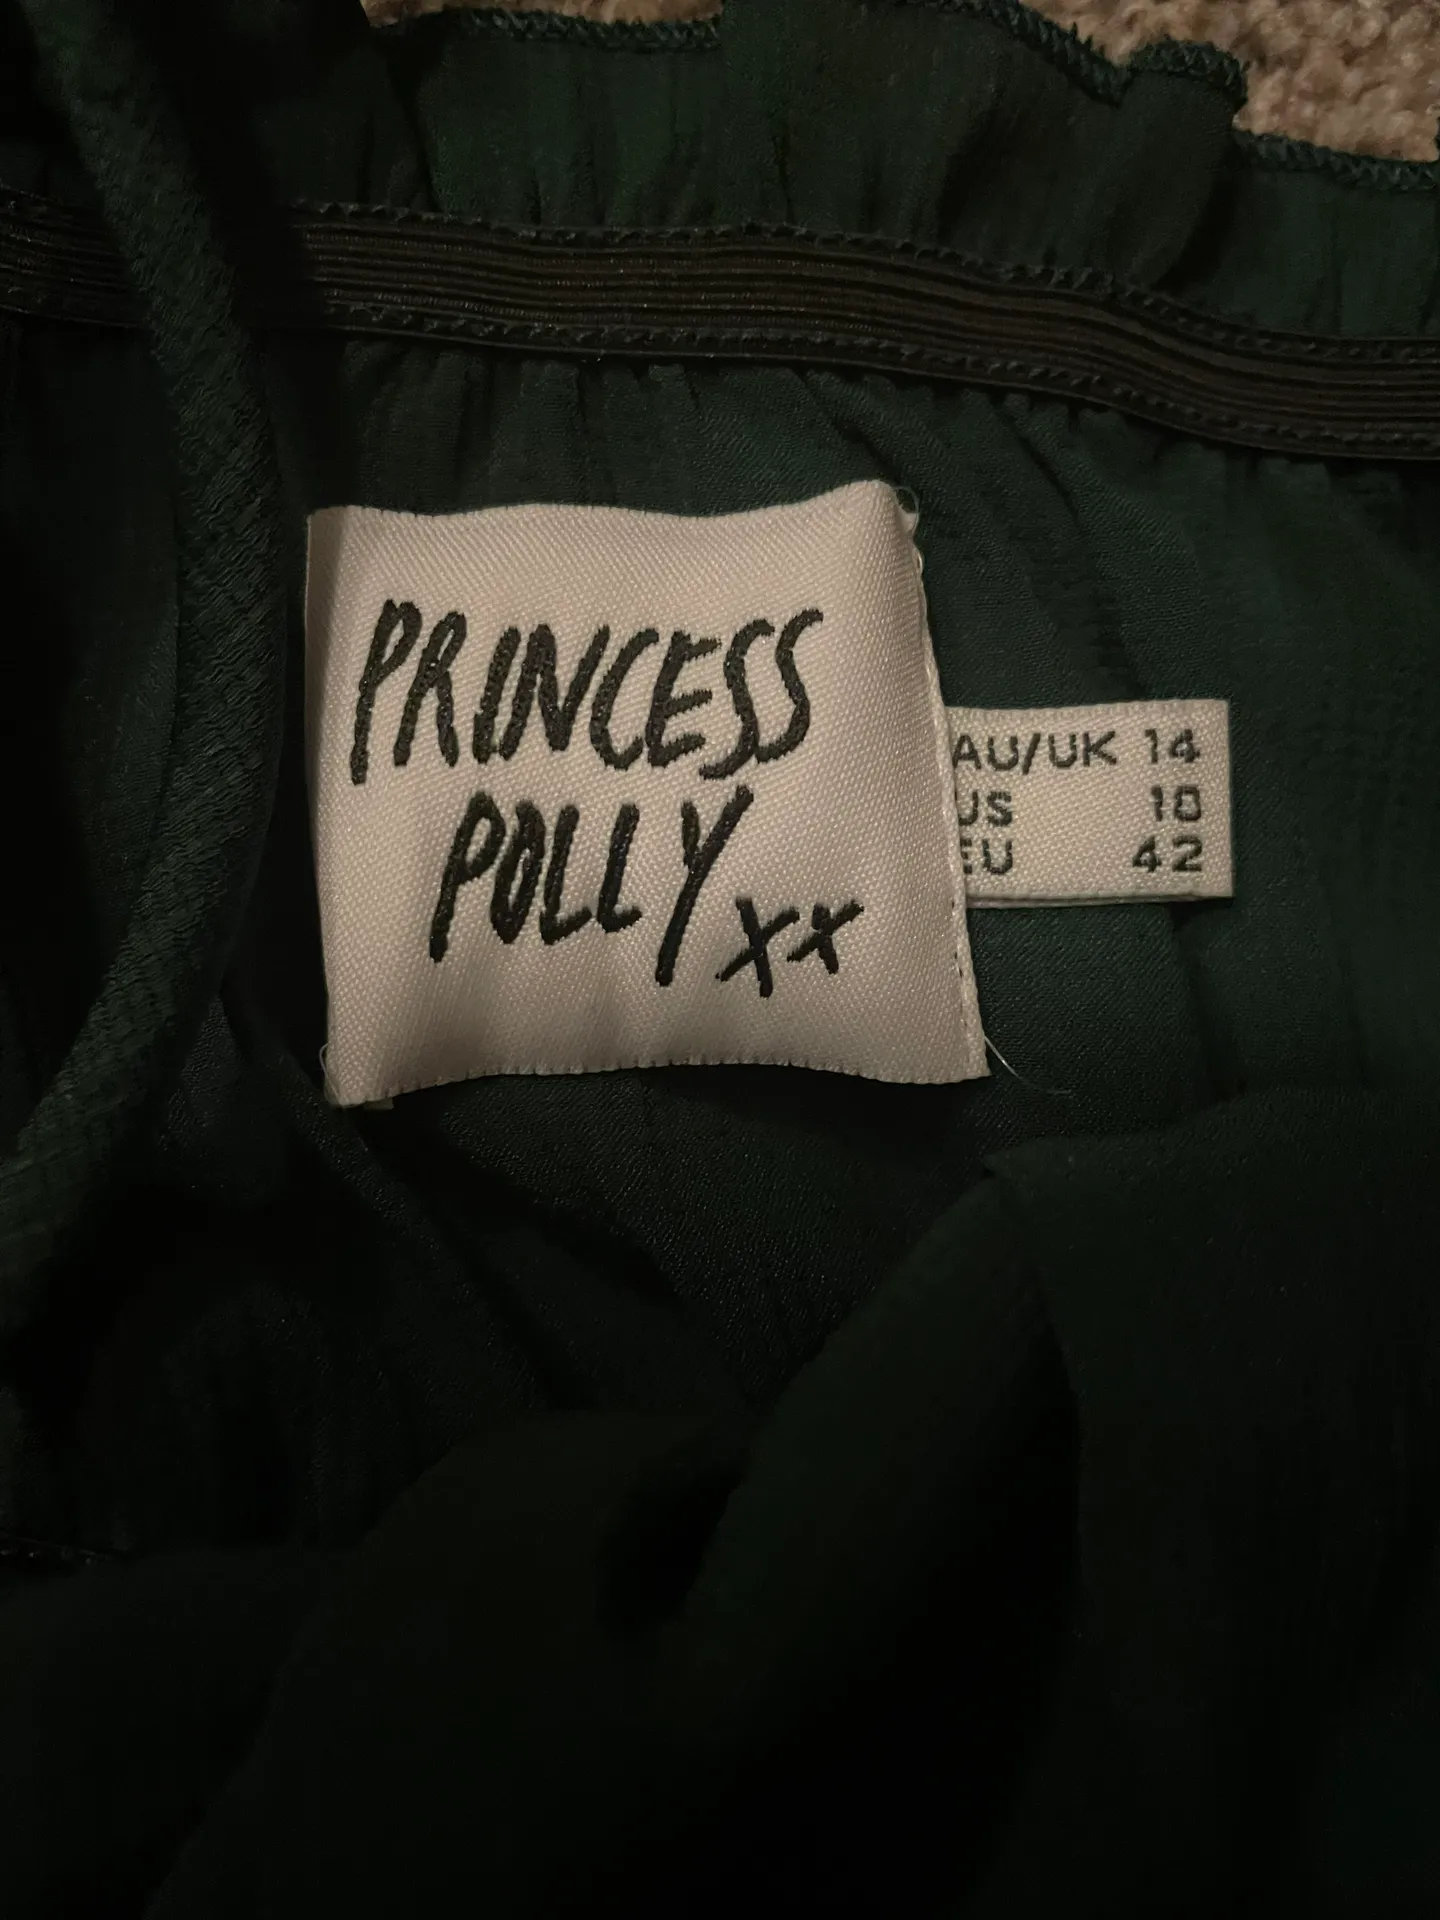 PRINCESS
POLLY xx
AU/UK 14
US 10
EU 42